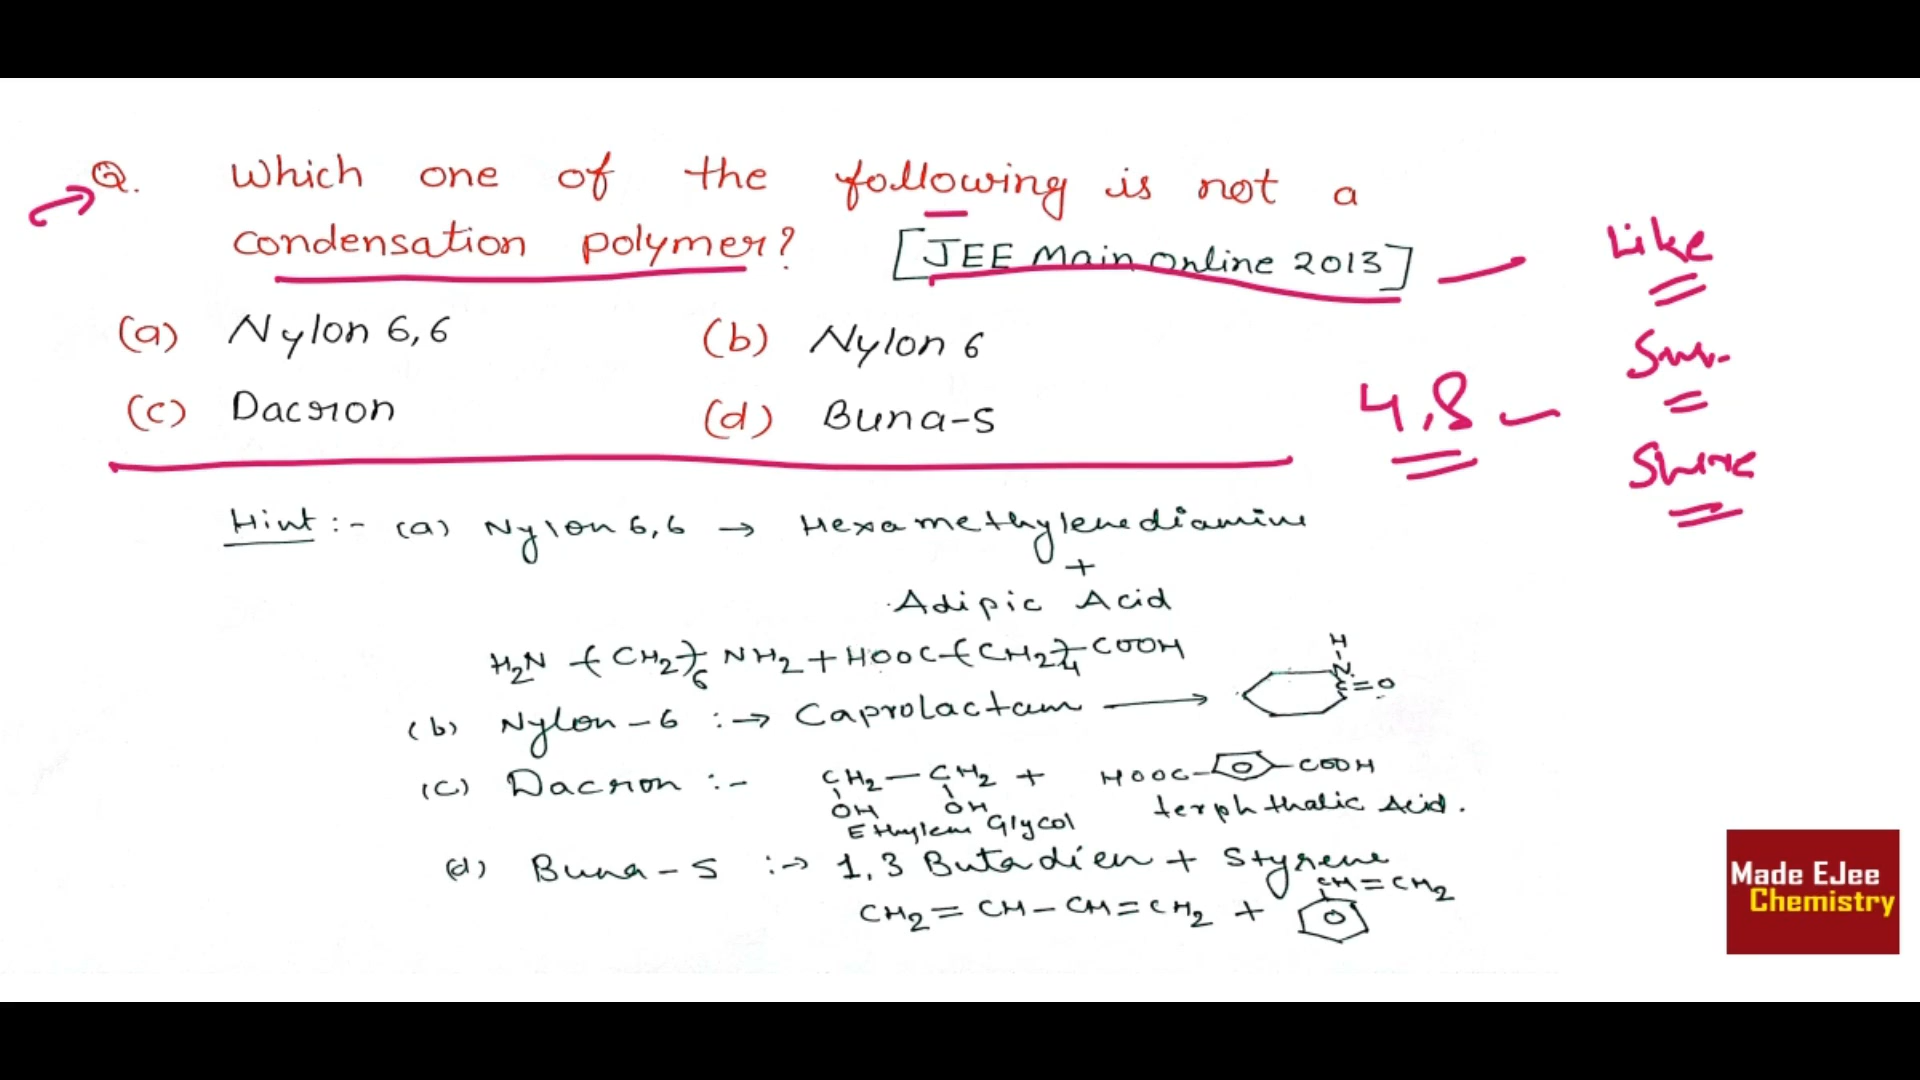 Q. Which one of the following is not a
condensation polymer? [JEE Main Online 2013]
(a) Nylon 6,6 (b) Nylon 6
(c) Dacron (d) Buna-S
4,8
Like
Sub.
Share
Hint :- (a) Nylon 6,6 → Hexamethylenediamine
+
Adipic Acid
H2N-(CH2)6-NH2 + HOOC-(CH2)4-COOH
(b) Nylon-6 :→ Caprolactam → H N C=O
(c) Dacron :- CH2-CH2 + HOOC- -COOH
OH OH terphthalic Acid.
Ethylene Glycol
(d) Buna-S :→ 1,3 Butadien + Styrene
CH2=CH-CH=CH2 + CH=CH2
Made EJee
Chemistry